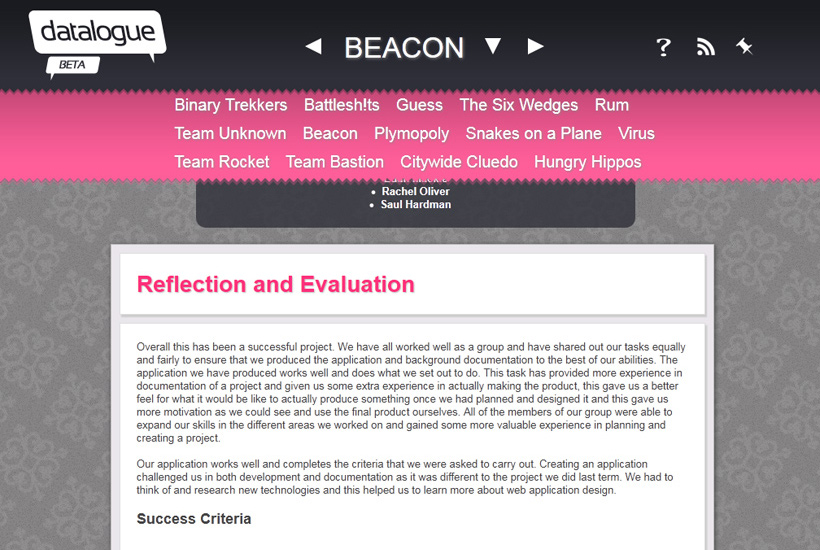 datalogue
BETA
BEACON
?
Binary Trekkers Battlesh!ts Guess The Six Wedges Rum
Team Unknown Beacon Plymopoly Snakes on a Plane Virus
Team Rocket Team Bastion Citywide Cluedo Hungry Hippos
• Rachel Oliver
• Saul Hardman
Reflection and Evaluation
Overall this has been a successful project. We have all worked well as a group and have shared out our tasks equally
and fairly to ensure that we produced the application and background documentation to the best of our abilities. The
application we have produced works well and does what we set out to do. This task has provided more experience in
documentation of a project and given us some extra experience in actually making the product, this gave us a better
feel for what it would be like to actually produce something once we had planned and designed it and this gave us
more motivation as we could see and use the final product ourselves. All of the members of our group were able to
expand our skills in the different areas we worked on and gained some more valuable experience in planning and
creating a project.
Our application works well and completes the criteria that we were asked to carry out. Creating an application
challenged us in both development and documentation as it was different to the project we did last term. We had to
think of and research new technologies and this helped us to learn more about web application design.
Success Criteria